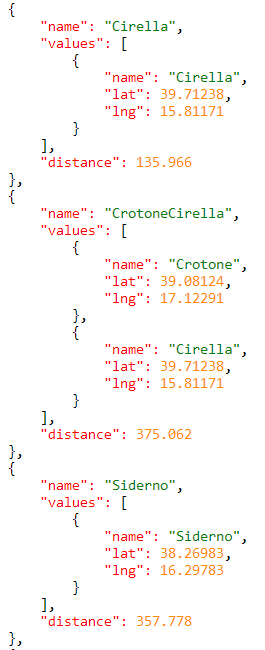 {
"name": "Cirella",
"values": [
{
"name": "Cirella",
"lat": 39.71238,
"lng": 15.81171
}
],
"distance": 135.966
},
{
"name": "CrotoneCirella",
"values": [
{
"name": "Crotone",
"lat": 39.08124,
"lng": 17.12291
},
{
"name": "Cirella",
"lat": 39.71238,
"lng": 15.81171
}
],
"distance": 375.062
},
{
"name": "Siderno",
"values": [
{
"name": "Siderno",
"lat": 38.26983,
"lng": 16.29783
}
],
"distance": 357.778
},